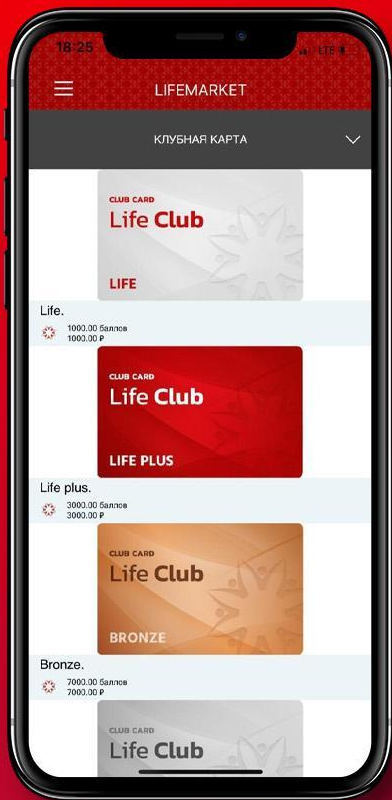 18:25
LTE
LIFEMARKET
КЛУБНАЯ КАРТА
CLUB CARD
Life Club
LIFE
Life.
1000.00 баллов
1000.00 ₽
CLUB CARD
Life Club
LIFE PLUS
Life plus.
3000.00 баллов
3000.00 ₽
CLUB CARD
Life Club
BRONZE
Bronze.
7000.00 баллов
7000.00 ₽
CLUB CARD
Life Club